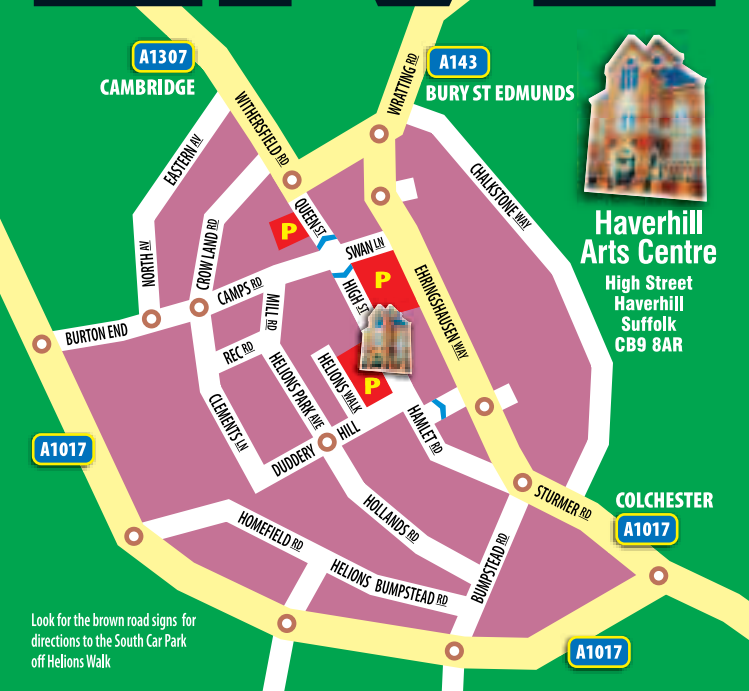 A1307
CAMBRIDGE
A143
BURY ST EDMUNDS
WRATTING RD
WITHERSFIELD RD
EASTERN AV
CHALKSTONE WAY
Haverhill
Arts Centre
High Street
Haverhill
Suffolk
CB9 8AR
QUEEN ST
P
SWAN LN
NORTH AV
CROW LAND RD
CAMPS RD
P
HIGH ST
EHRINGSHAUSEN WAY
MILL RD
BURTON END
REC RD
HELIONS PARK AVE
HELIONS WALK
P
CLEMENTS LN
HAMLET RD
DUDDERY HILL
A1017
HOLLANDS RD
STURMER RD
COLCHESTER
A1017
HOMEFIELD RD
HELIONS BUMPSTEAD RD
BUMPSTEAD RD
Look for the brown road signs for
directions to the South Car Park
off Helions Walk
A1017